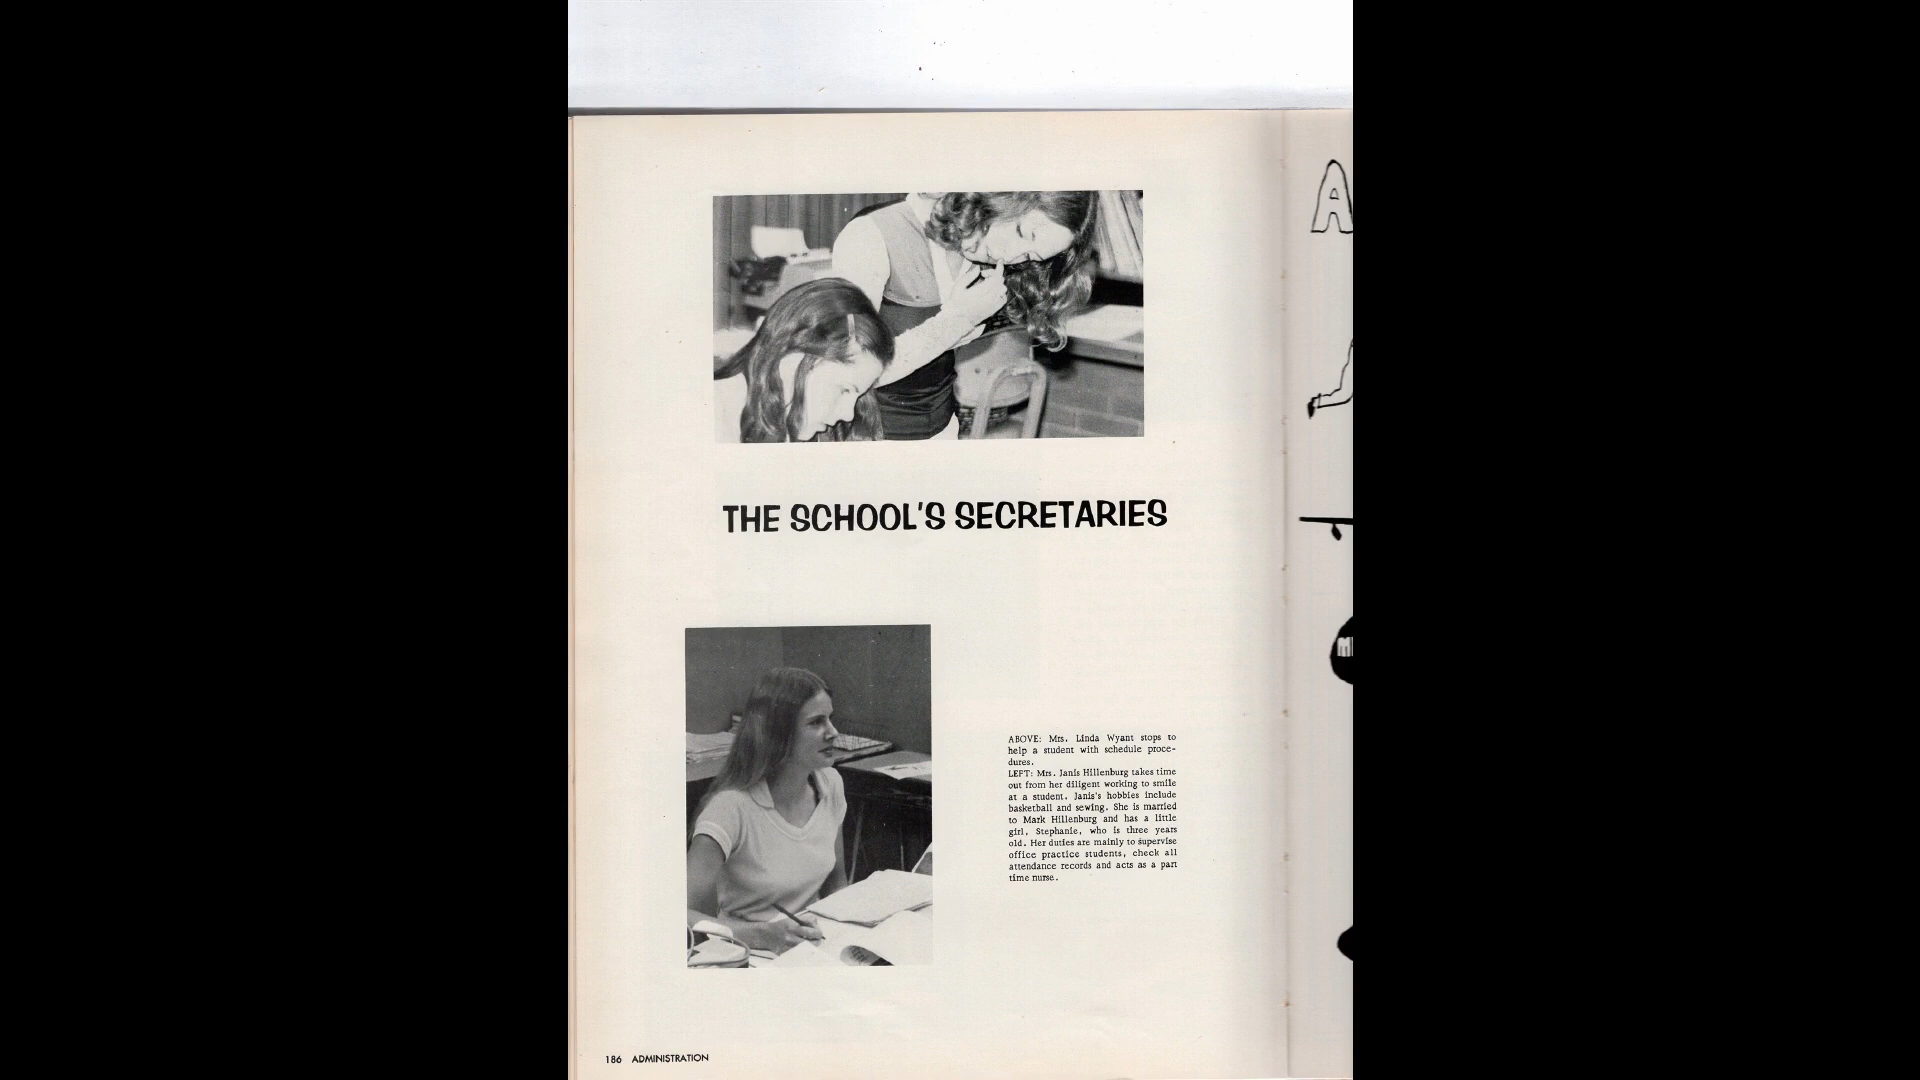 THE SCHOOL'S SECRETARIES
ABOVE: Mrs. Linda Wyant stops to
help a student with schedule proce-
dures.
LEFT: Mrs. Janis Hillenburg takes time
out from her diligent working to smile
at a student. Janis's hobbies include
basketball and sewing. She is married
to Mark Hillenburg and has a little
girl, Stephanie, who is three years
old. Her duties are mainly to supervise
office practice students, check all
attendance records and acts as a part
time nurse.
186 ADMINISTRATION
A